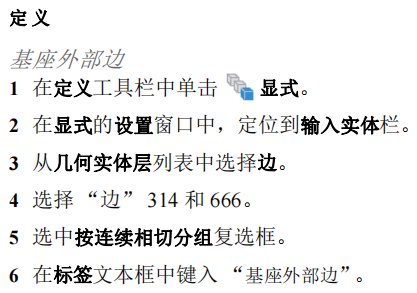 定义
基座外部边
1 在定义工具栏中单击 显式。
2 在显式的设置窗口中，定位到输入实体栏。
3 从几何实体层列表中选择边。
4 选择 “边” 314 和 666。
5 选中按连续相切分组复选框。
6 在标签文本框中键入 “基座外部边”。